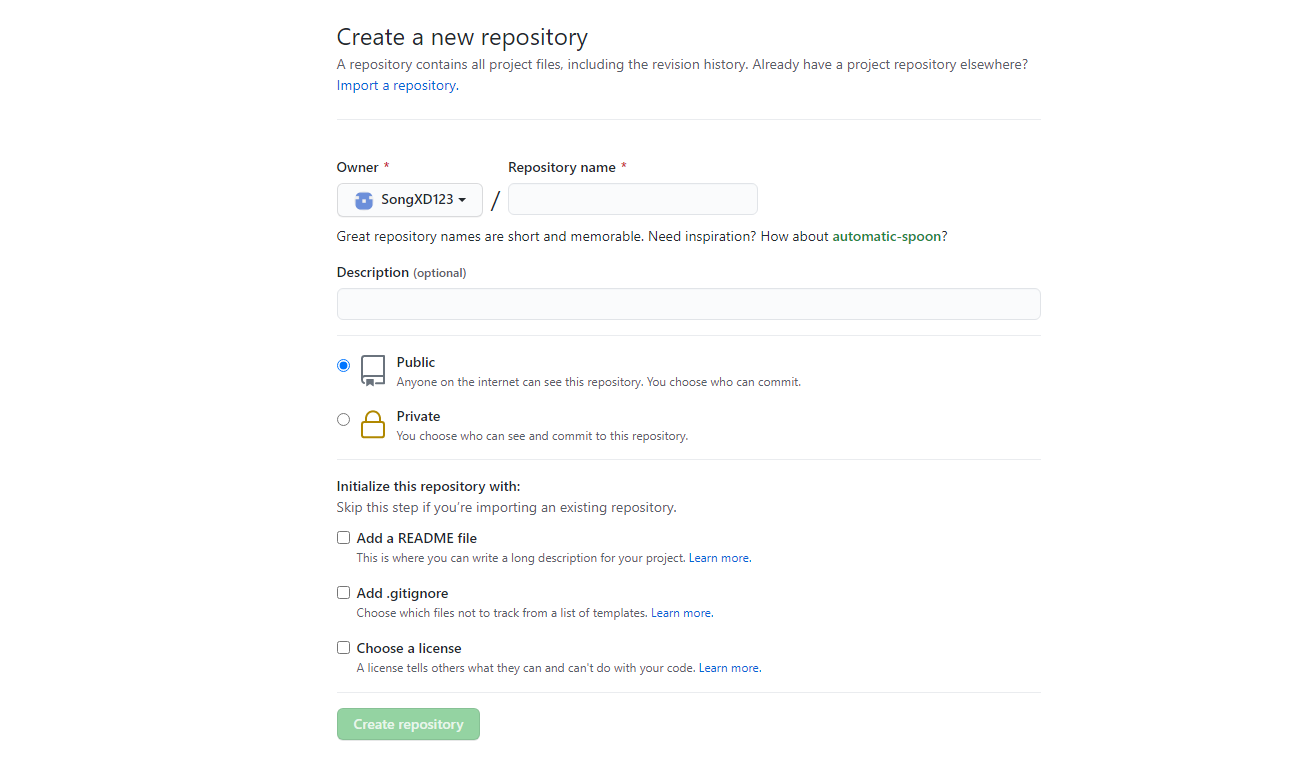 Create a new repository
A repository contains all project files, including the revision history. Already have a project repository elsewhere?
Import a repository.
Owner * Repository name *
SongXD123 /
Great repository names are short and memorable. Need inspiration? How about automatic-spoon?
Description (optional)
Public
Anyone on the internet can see this repository. You choose who can commit.
Private
You choose who can see and commit to this repository.
Initialize this repository with:
Skip this step if you’re importing an existing repository.
Add a README file
This is where you can write a long description for your project. Learn more.
Add .gitignore
Choose which files not to track from a list of templates. Learn more.
Choose a license
A license tells others what they can and can't do with your code. Learn more.
Create repository